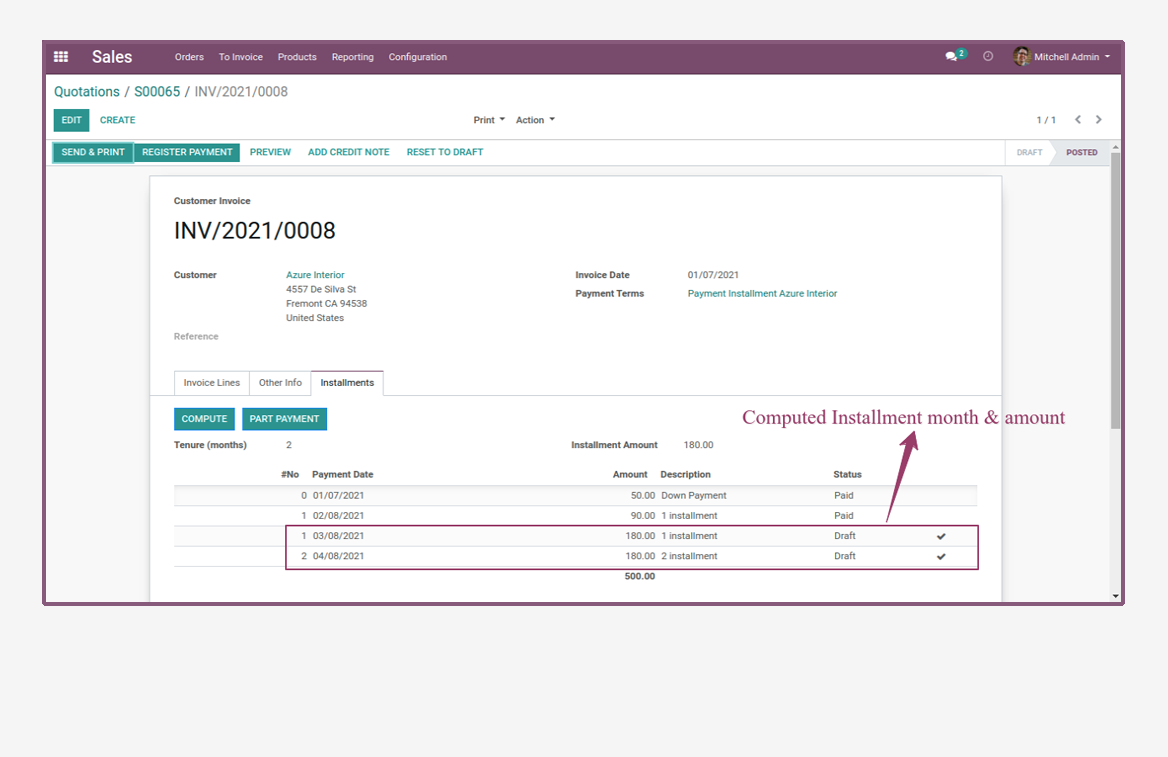 Sales Orders To Invoice Products Reporting Configuration 2 Mitchell Admin
Quotations / S00065 / INV/2021/0008
EDIT CREATE Print Action 1 / 1
SEND & PRINT REGISTER PAYMENT PREVIEW ADD CREDIT NOTE RESET TO DRAFT DRAFT POSTED
Customer Invoice
INV/2021/0008
Customer Azure Interior Invoice Date 01/07/2021
4557 De Silva St
Payment Terms Payment Installment Azure Interior
Fremont CA 94538
United States
Reference
Invoice Lines Other Info Installments
COMPUTE PART PAYMENT Computed Installment month & amount
Tenure (months) 2 Installment Amount 180.00
#No Payment Date Amount Description Status
0 01/07/2021 50.00 Down Payment Paid
1 02/08/2021 90.00 1 installment Paid
1 03/08/2021 180.00 1 installment Draft
2 04/08/2021 180.00 2 installment Draft
500.00